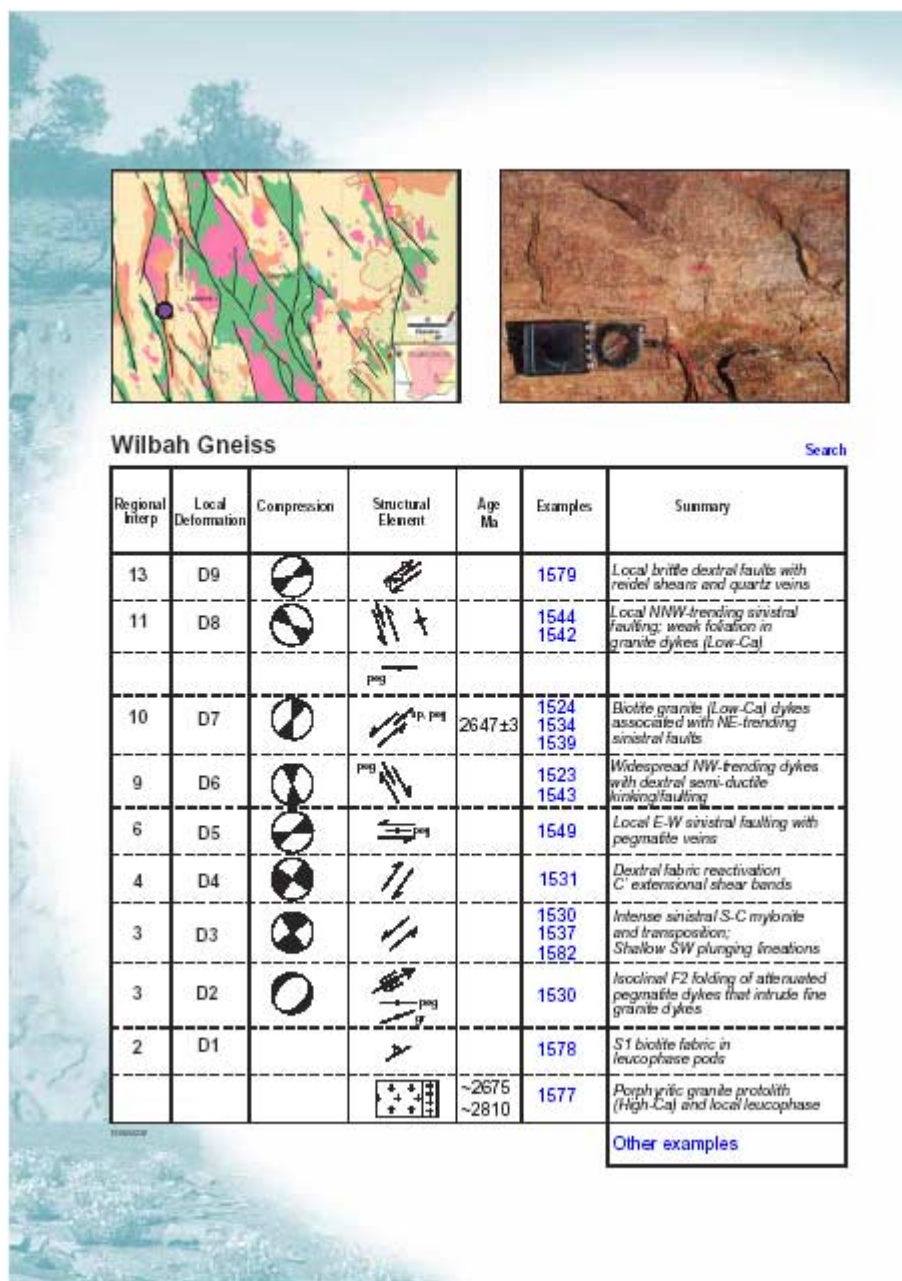 Wilbah Gneiss
Search
Regional Interp
Local Deformation
Compression
Structural Element
Age Ma
Examples
Summary
13 D9 1579 Local brittle dextral faults with
reidel shears and quartz veins
11 D8 1544 Local NNW-trending sinistral
1542 faulting; weak foliation in
granite dykes (Low-Ca)
peg
10 D7 ap, peg 2647±3 1524 Biotite granite (Low-Ca) dykes
1534 associated with NE-trending
1539 sinistral faults
9 D6 peg 1523 Widespread NW-trending dykes
1543 with dextral semi-ductile
kinking/faulting
6 D5 peg 1549 Local E-W sinistral faulting with
pegmatite veins
4 D4 1531 Dextral fabric reactivation
C' extensional shear bands
3 D3 1530 Intense sinistral S-C mylonite
1537 and transposition;
1582 Shallow SW plunging lineations
3 D2 peg gr 1530 Isoclinal F2 folding of attenuated
pegmatite dykes that intrude fine
granite dykes
2 D1 1578 S1 biotite fabric in
leucophase pods
~2675 1577 Porphyritic granite protolith
~2810 (High-Ca) and local leucophase
Other examples